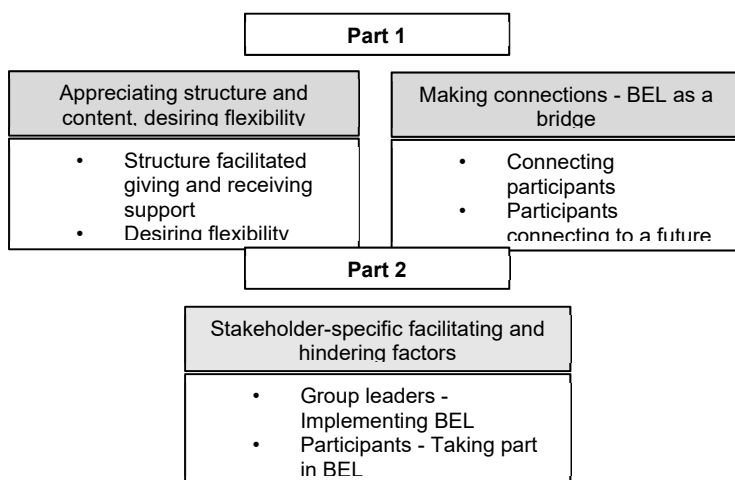 Part 1
Appreciating structure and
content, desiring flexibility
• Structure facilitated
giving and receiving
support
• Desiring flexibility
Making connections - BEL as a
bridge
• Connecting
participants
• Participants
connecting to a future
Part 2
Stakeholder-specific facilitating and
hindering factors
• Group leaders -
Implementing BEL
• Participants - Taking part
in BEL